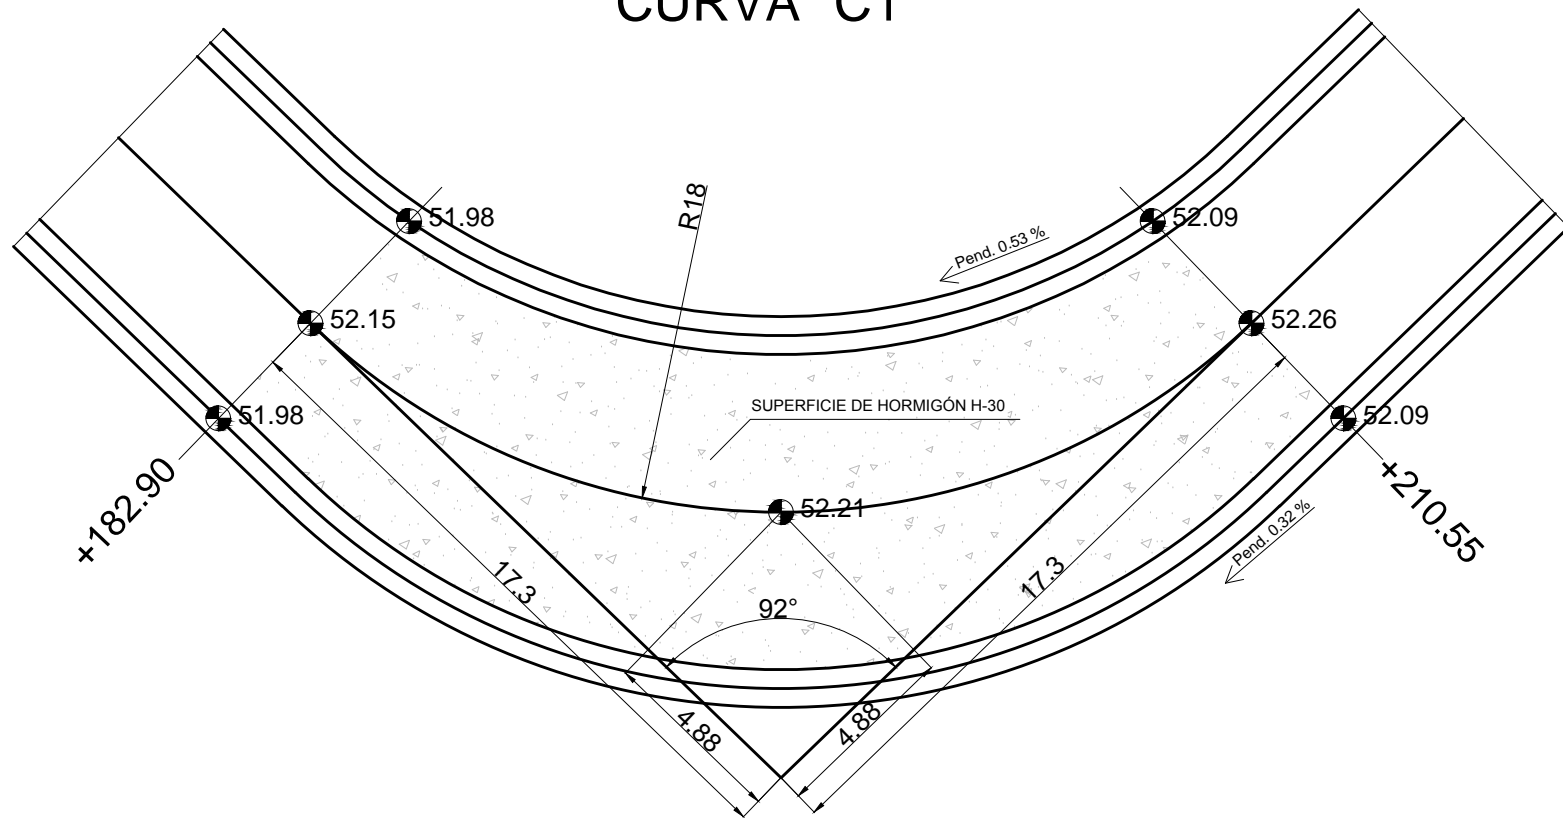 CURVA C1
51.98
52.09
R18
Pend. 0.53 %
52.15
52.26
SUPERFICIE DE HORMIGÓN H-30
51.98
52.09
+182.90
+210.55
52.21
Pend. 0.32 %
17.3
17.3
92°
4.88
4.88